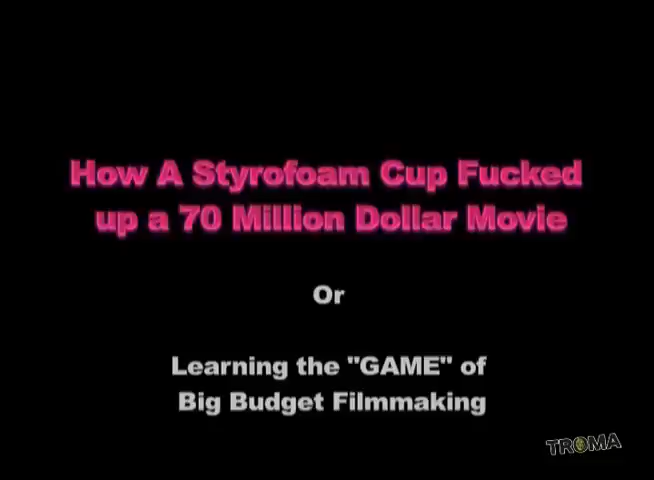 How A Styrofoam Cup Fucked
up a 70 Million Dollar Movie
Or
Learning the "GAME" of
Big Budget Filmmaking
TROMA